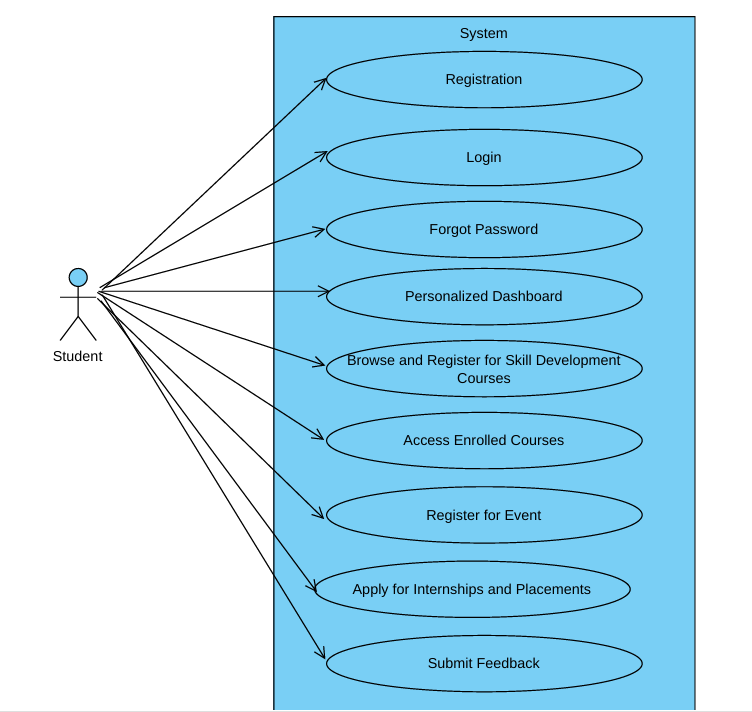 System
Registration
Login
Forgot Password
Personalized Dashboard
Browse and Register for Skill Development
Courses
Student
Access Enrolled Courses
Register for Event
Apply for Internships and Placements
Submit Feedback